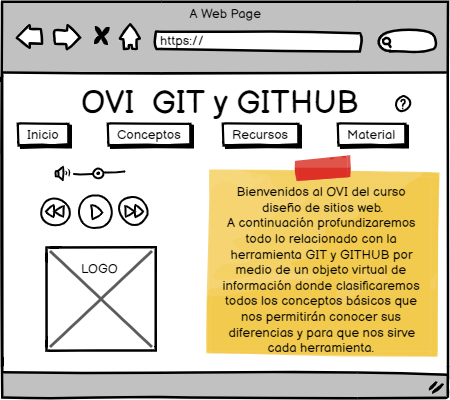 A Web Page
https://
OVI GIT y GITHUB
?
Inicio
Conceptos
Recursos
Material
LOGO
Bienvenidos al OVI del curso
diseño de sitios web.
A continuación profundizaremos
todo lo relacionado con la
herramienta GIT y GITHUB por
medio de un objeto virtual de
información donde clasificaremos
todos los conceptos básicos que
nos permitirán conocer sus
diferencias y para que nos sirve
cada herramienta.